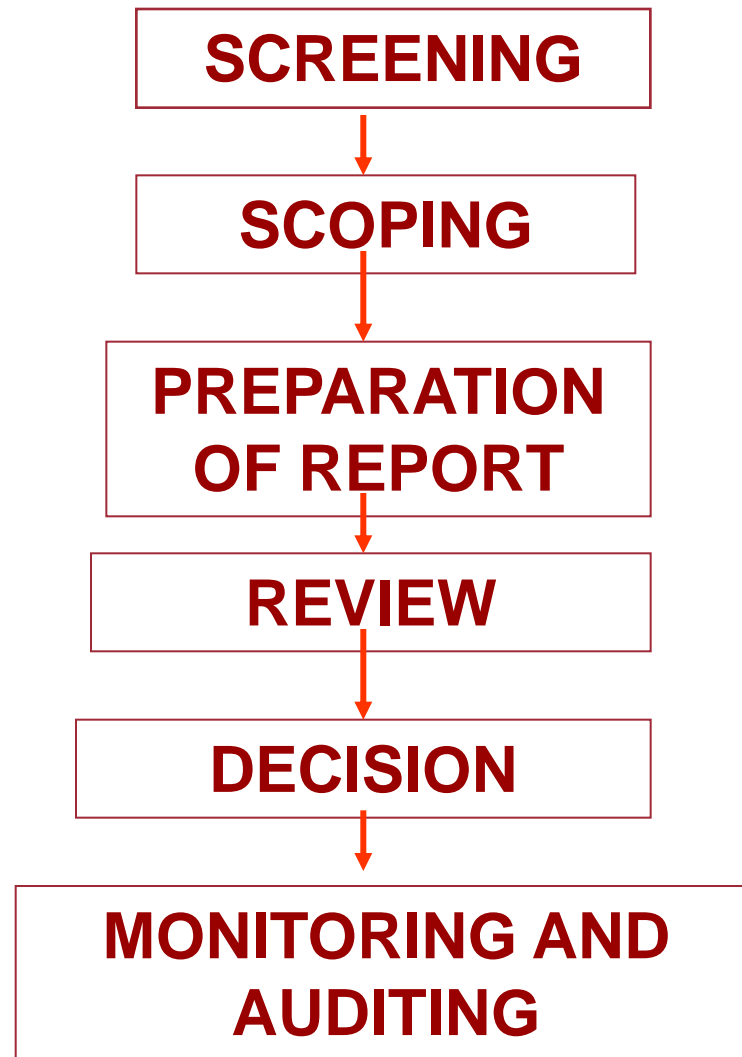 SCREENING
SCOPING
PREPARATION
OF REPORT
REVIEW
DECISION
MONITORING AND
AUDITING